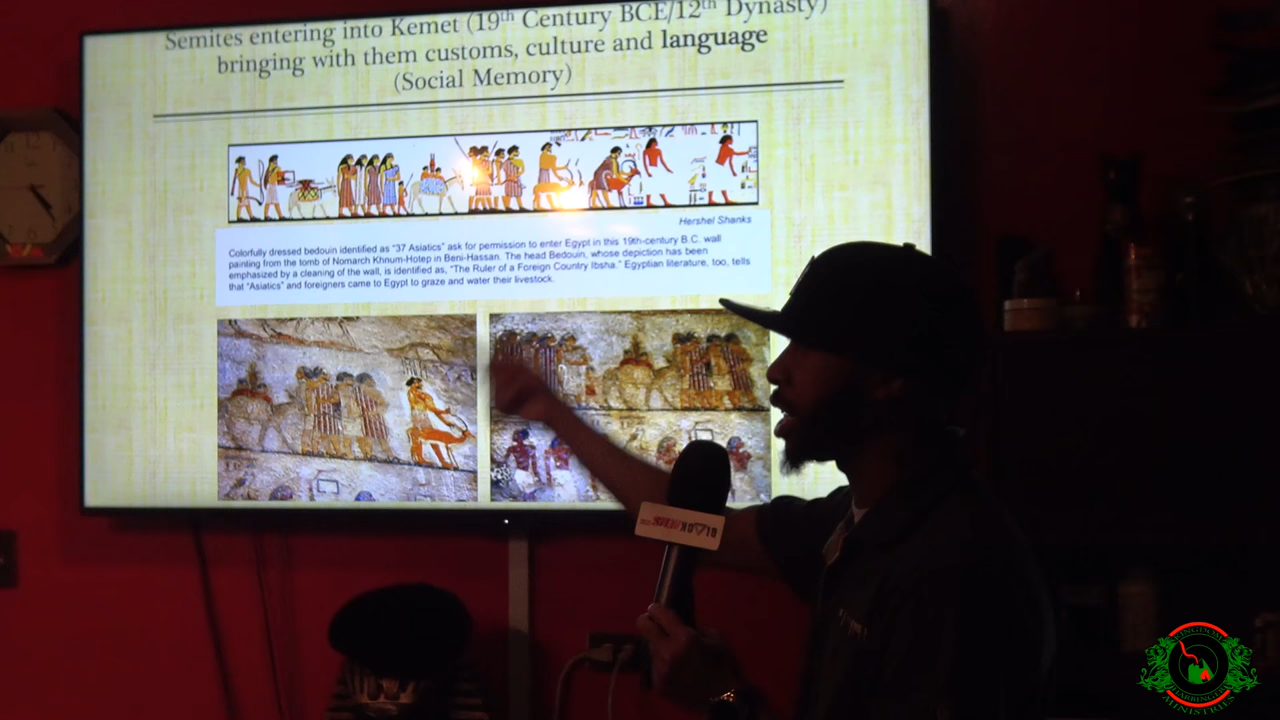 Semites entering into Kemet (19th Century BCE/12th Dynasty)
bringing with them customs, culture and language
(Social Memory)
Hershel Shanks
Colorfully dressed bedouin identified as "37 Asiatics" ask for permission to enter Egypt in this 19th-century B.C. wall
painting from the tomb of Nomarch Khnum-Hotep in Beni-Hassan. The head Bedouin, whose depiction has been
emphasized by a cleaning of the wall, is identified as, "The Ruler of a Foreign Country Ibsha." Egyptian literature, too, tells
that "Asiatics" and foreigners came to Egypt to graze and water their livestock.
KINGDOM
HARBINGER
MINISTRIES